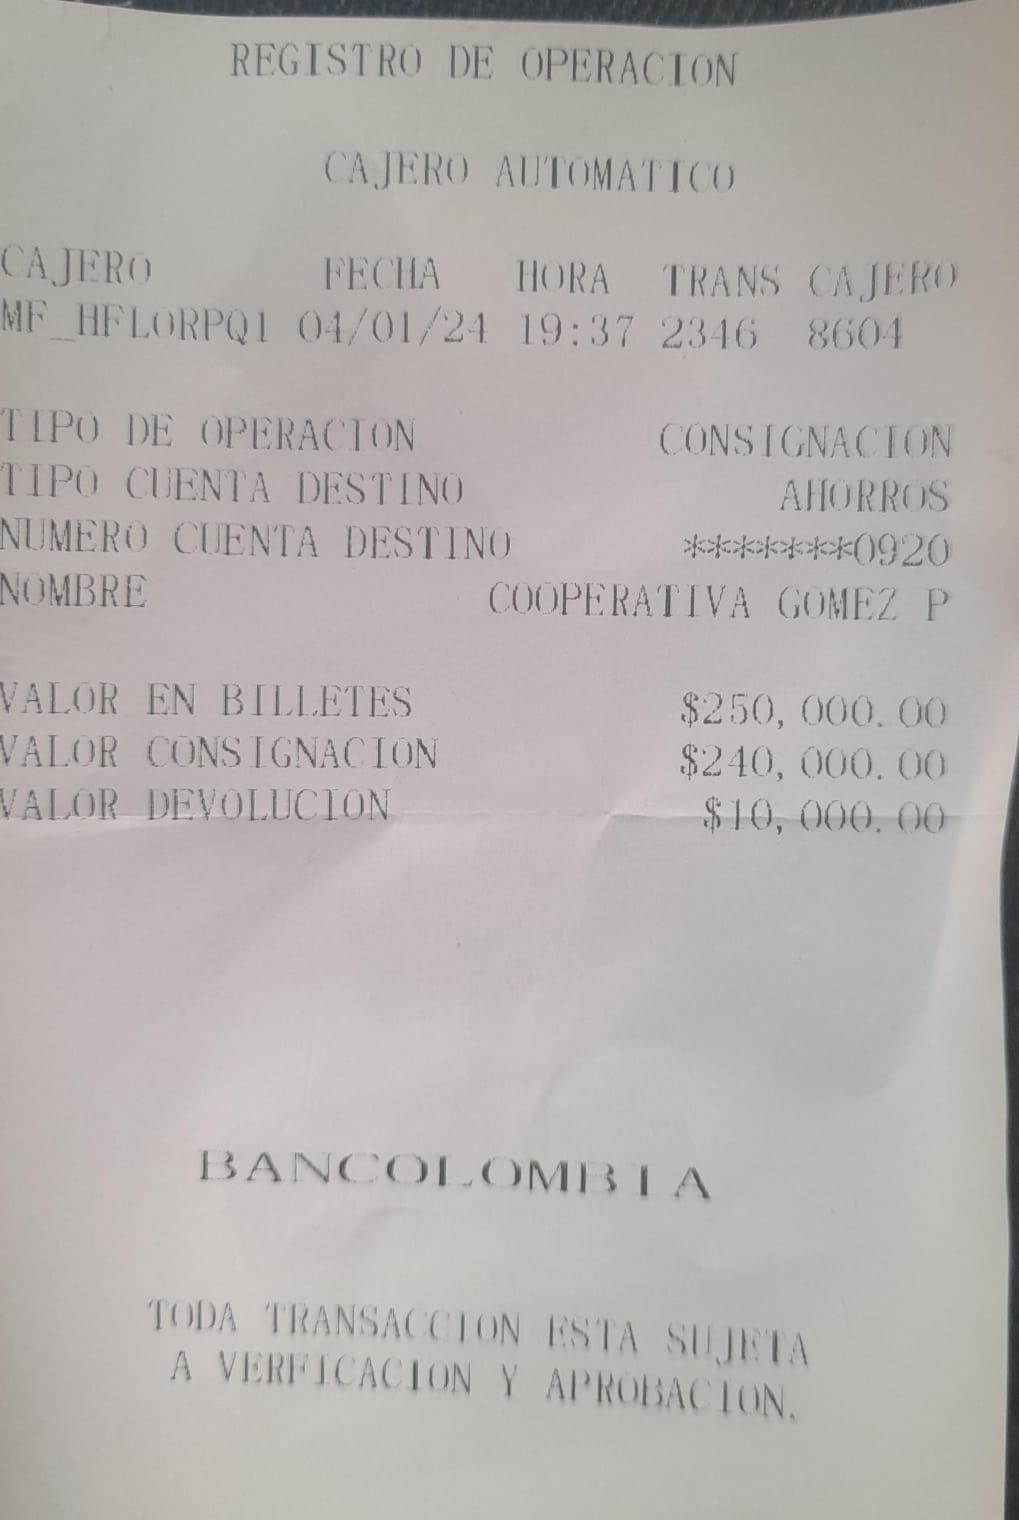 REGISTRO DE OPERACION
CAJERO AUTOMATICO
CAJERO FECHA HORA TRANS CAJERO
MF_HFLORPQ1 04/01/24 19:37 2346 8604
TIPO DE OPERACION CONSIGNACION
TIPO CUENTA DESTINO AHORROS
NUMERO CUENTA DESTINO *******0920
NOMBRE COOPERATIVA GOMEZ P
VALOR EN BILLETES $250,000.00
VALOR CONSIGNACION $240,000.00
VALOR DEVOLUCION $10,000.00
BANCOLOMBIA
TODA TRANSACCION ESTA SUJETA
A VERFICACION Y APROBACION.